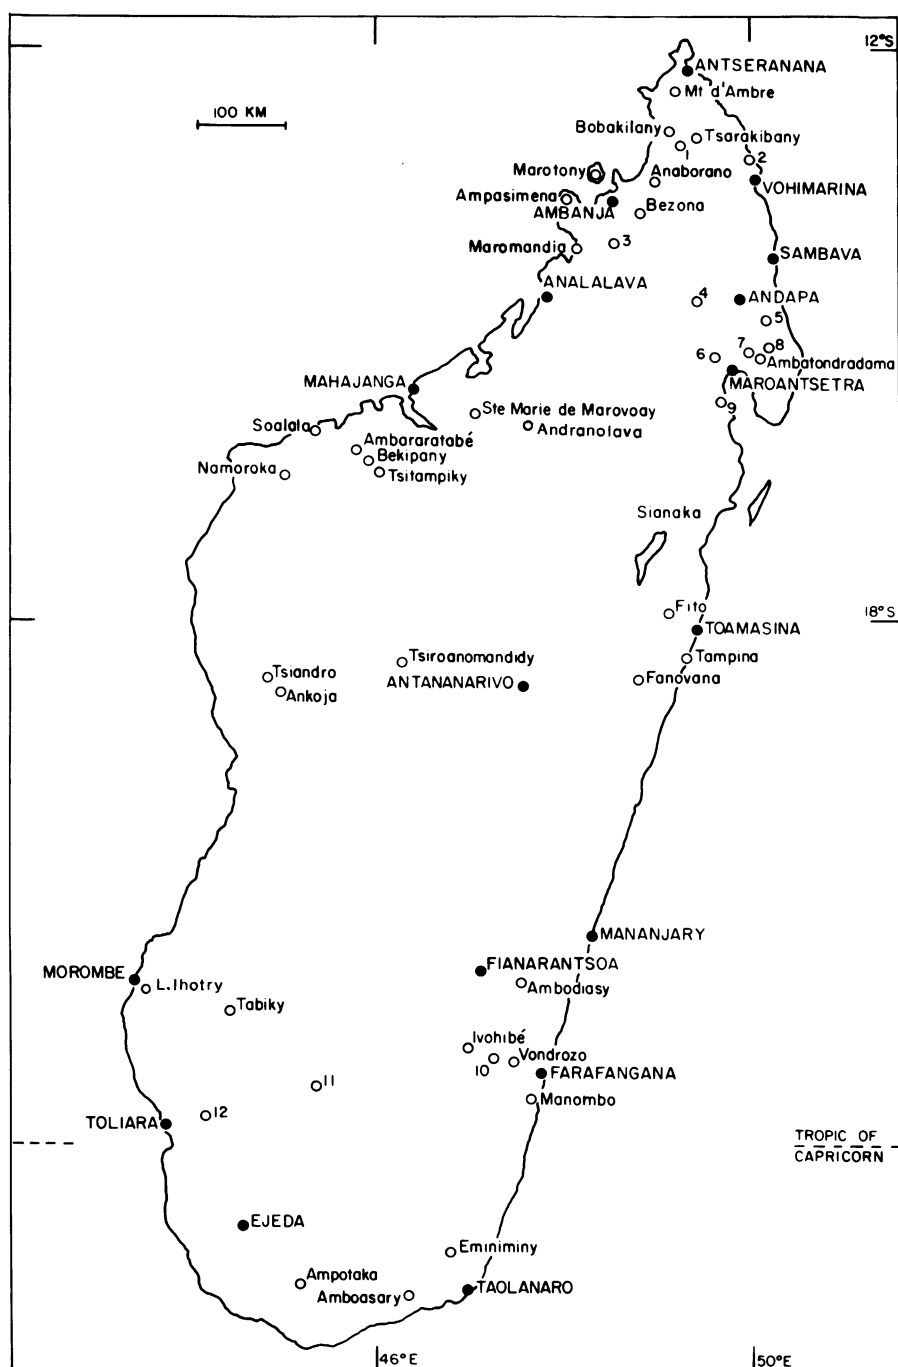 12°S
ANTSERANANA
Mt d'Ambre
100 KM
Bobakilany
Tsarakibany
1
2
Marotony
Anaborano
VOHIMARINA
Ampasimena
AMBANJA
Bezona
Maromandia
3
SAMBAVA
ANALALAVA
4
ANDAPA
5
6
7
8
Ambatondradama
MAROANTSETRA
MAHAJANGA
9
Ste Marie de Marovoay
Soalala
Andranolava
Ambararatabé
Bekipany
Namoroka
Tsitampiky
Sianaka
Fito
18°S
TOAMASINA
Tsiroanomandidy
Tampina
Tsiandro
Fanovana
ANTANANARIVO
Ankoja
MANANJARY
FIANARANTSOA
MOROMBE
L.Ihotry
Ambodiasy
Tabiky
Ivohibé
Vondrozo
10
FARAFANGANA
11
Manombo
12
TOLIARA
TROPIC OF
CAPRICORN
EJEDA
Eminiminy
Ampotaka
Amboasary
TAOLANARO
46°E
50°E